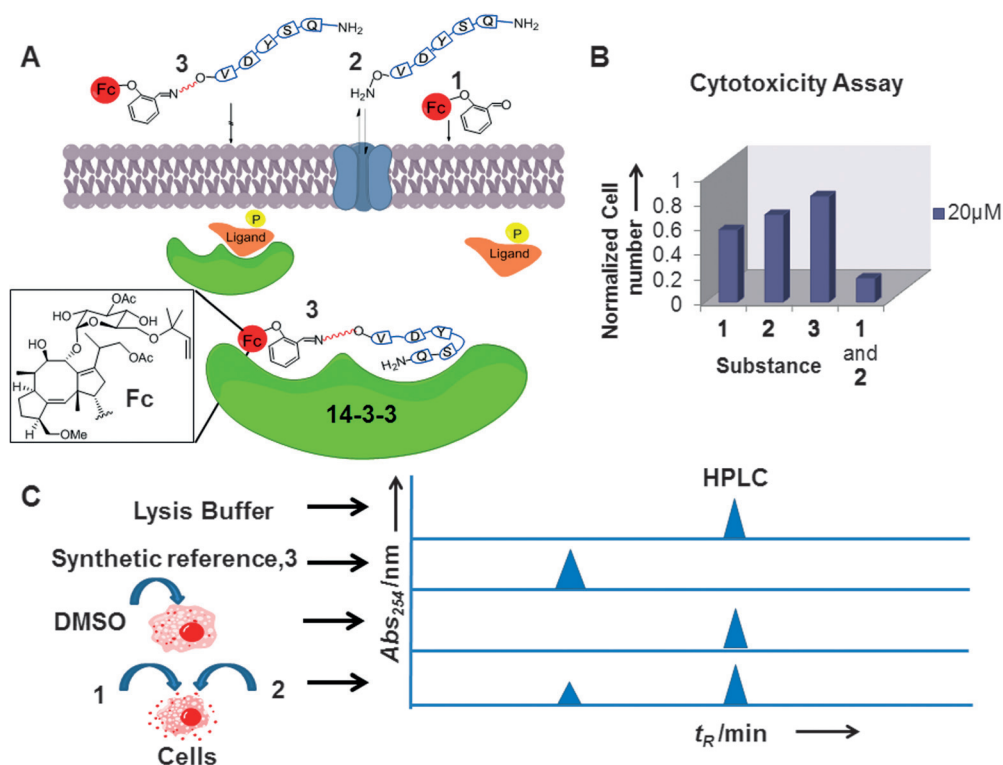 A
3
Fc
O
N
O
V D Y S Q
NH2
2
H2N
O
V D Y S Q
NH2
1
Fc
O
O
P
Ligand
P
Ligand
3
Fc
O
N
O
V D Y
H2N Q S
14-3-3
OAc
HO
OH
O
O
O
HO
O
OAc
H
H
OMe
Fc
B
Cytotoxicity Assay
Normalized Cell
number
1
0.8
0.6
0.4
0.2
0
20µM
1 2 3 1
and
2
Substance
C
HPLC
Lysis Buffer
Synthetic reference,3
DMSO
1 2
Cells
Abs254/nm
tR/min